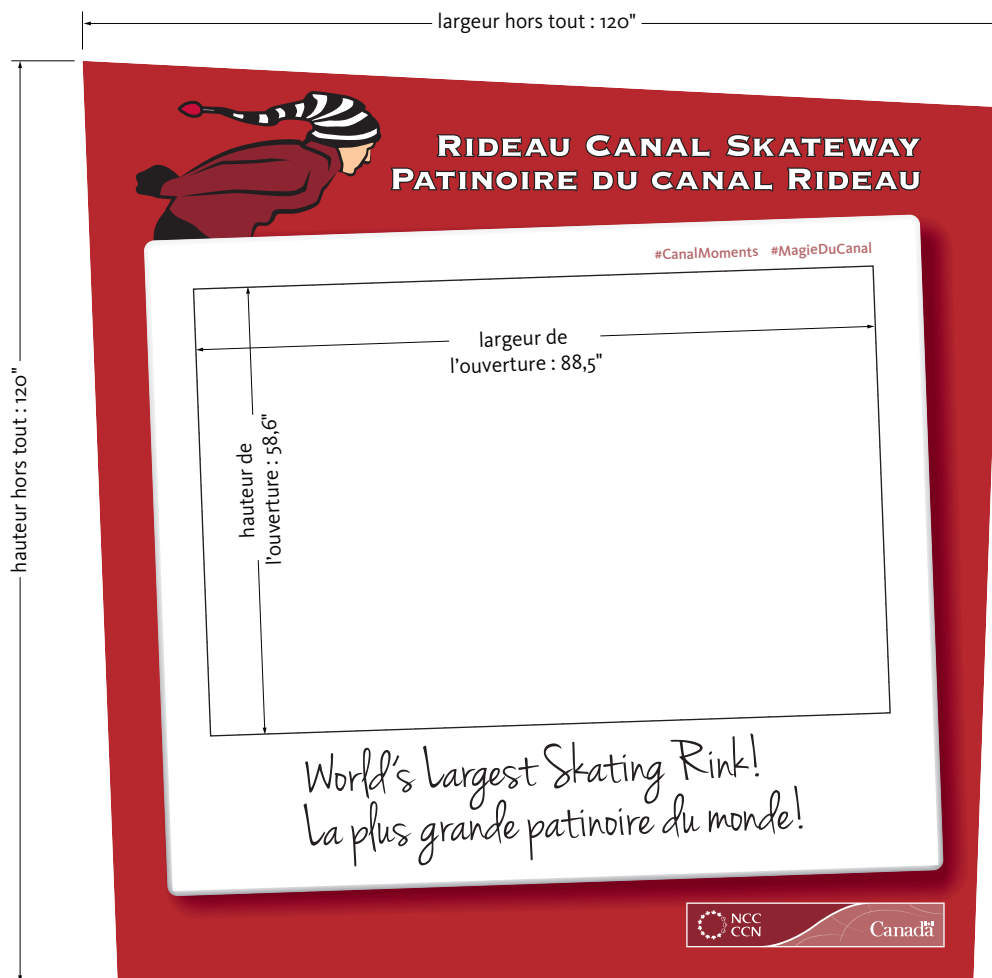 largeur hors tout : 120"
RIDEAU CANAL SKATEWAY
PATINOIRE DU CANAL RIDEAU
#CanalMoments #MagieDuCanal
largeur de
l'ouverture : 88,5"
hauteur hors tout : 120"
hauteur de
l'ouverture : 58,6"
World's Largest Skating Rink!
La plus grande patinoire du monde!
NCC
CCN
Canada